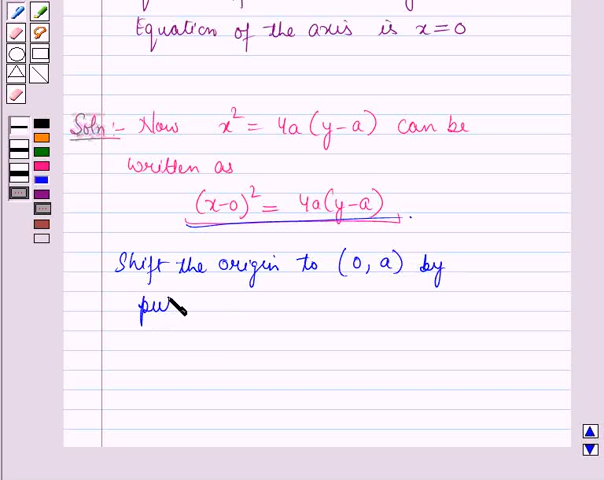 Equation of the axis is x=0
Soln:- Now x² = 4a(y-a) can be
written as
(x-0)² = 4a(y-a).
Shift the origin to (0, a) by